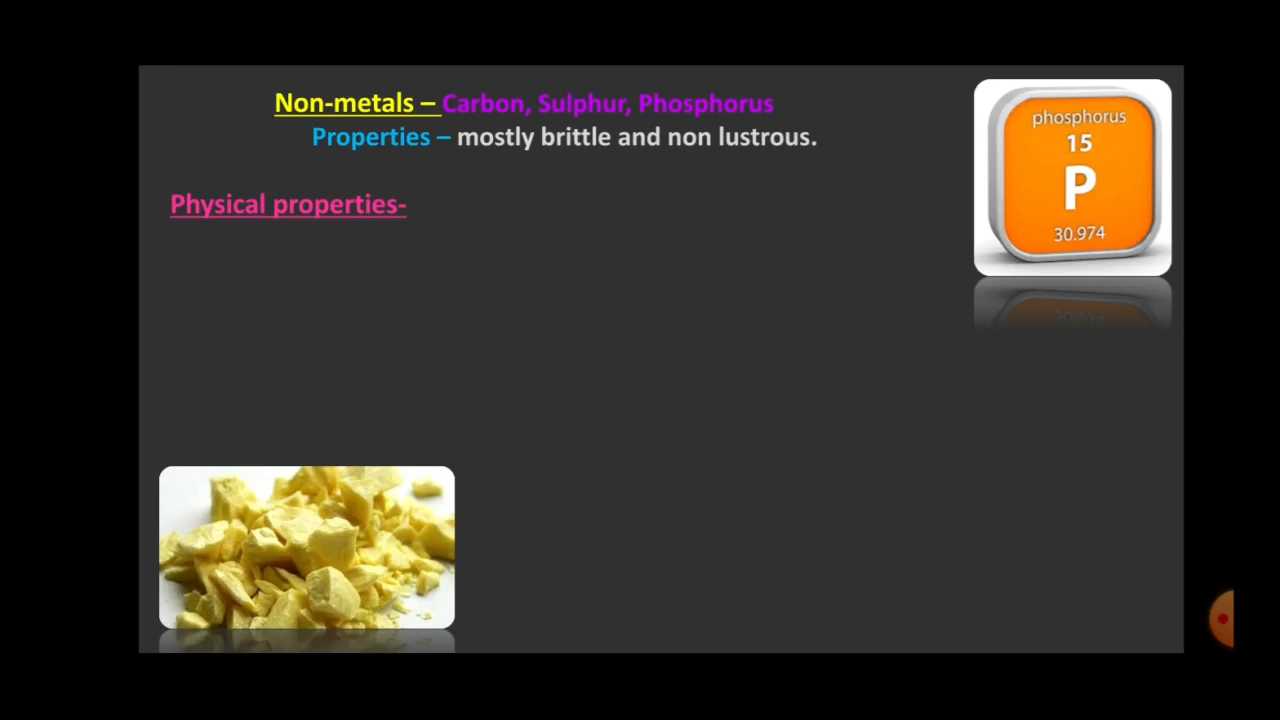 Non-metals – Carbon, Sulphur, Phosphorus
Properties – mostly brittle and non lustrous.
Physical properties-
phosphorus
15
P
30.974